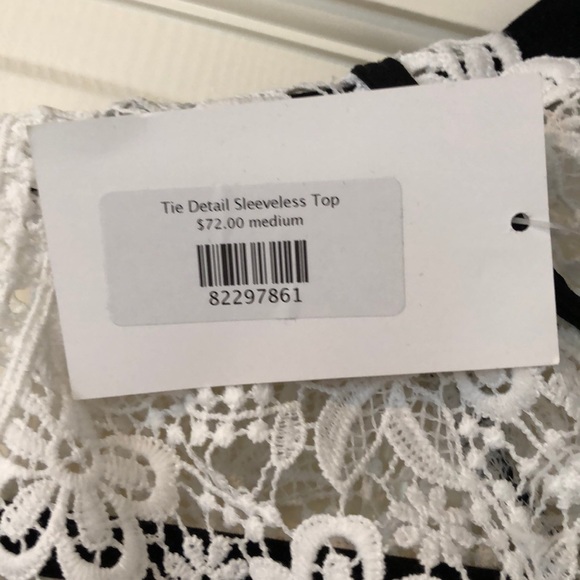 Tie Detail Sleeveless Top
$72.00 medium
82297861